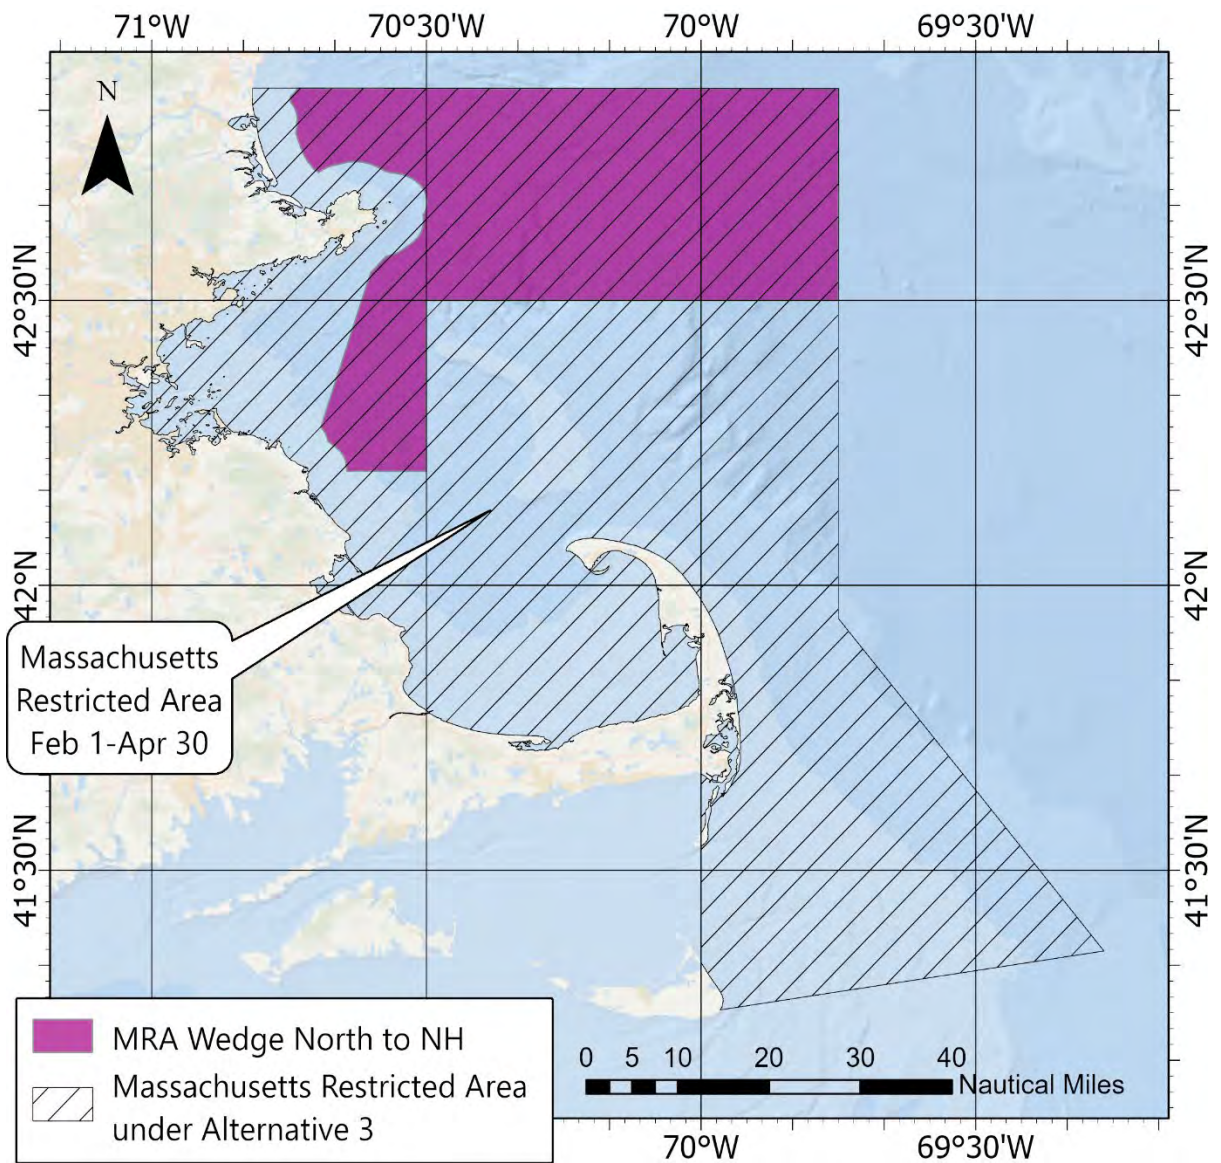 71°W 70°30'W 70°W 69°30'W
N
42°30'N 42°30'N
42°N 42°N
Massachusetts
Restricted Area
Feb 1-Apr 30
41°30'N 41°30'N
MRA Wedge North to NH
Massachusetts Restricted Area
under Alternative 3
0 5 10 20 30 40
Nautical Miles
70°W 69°30'W